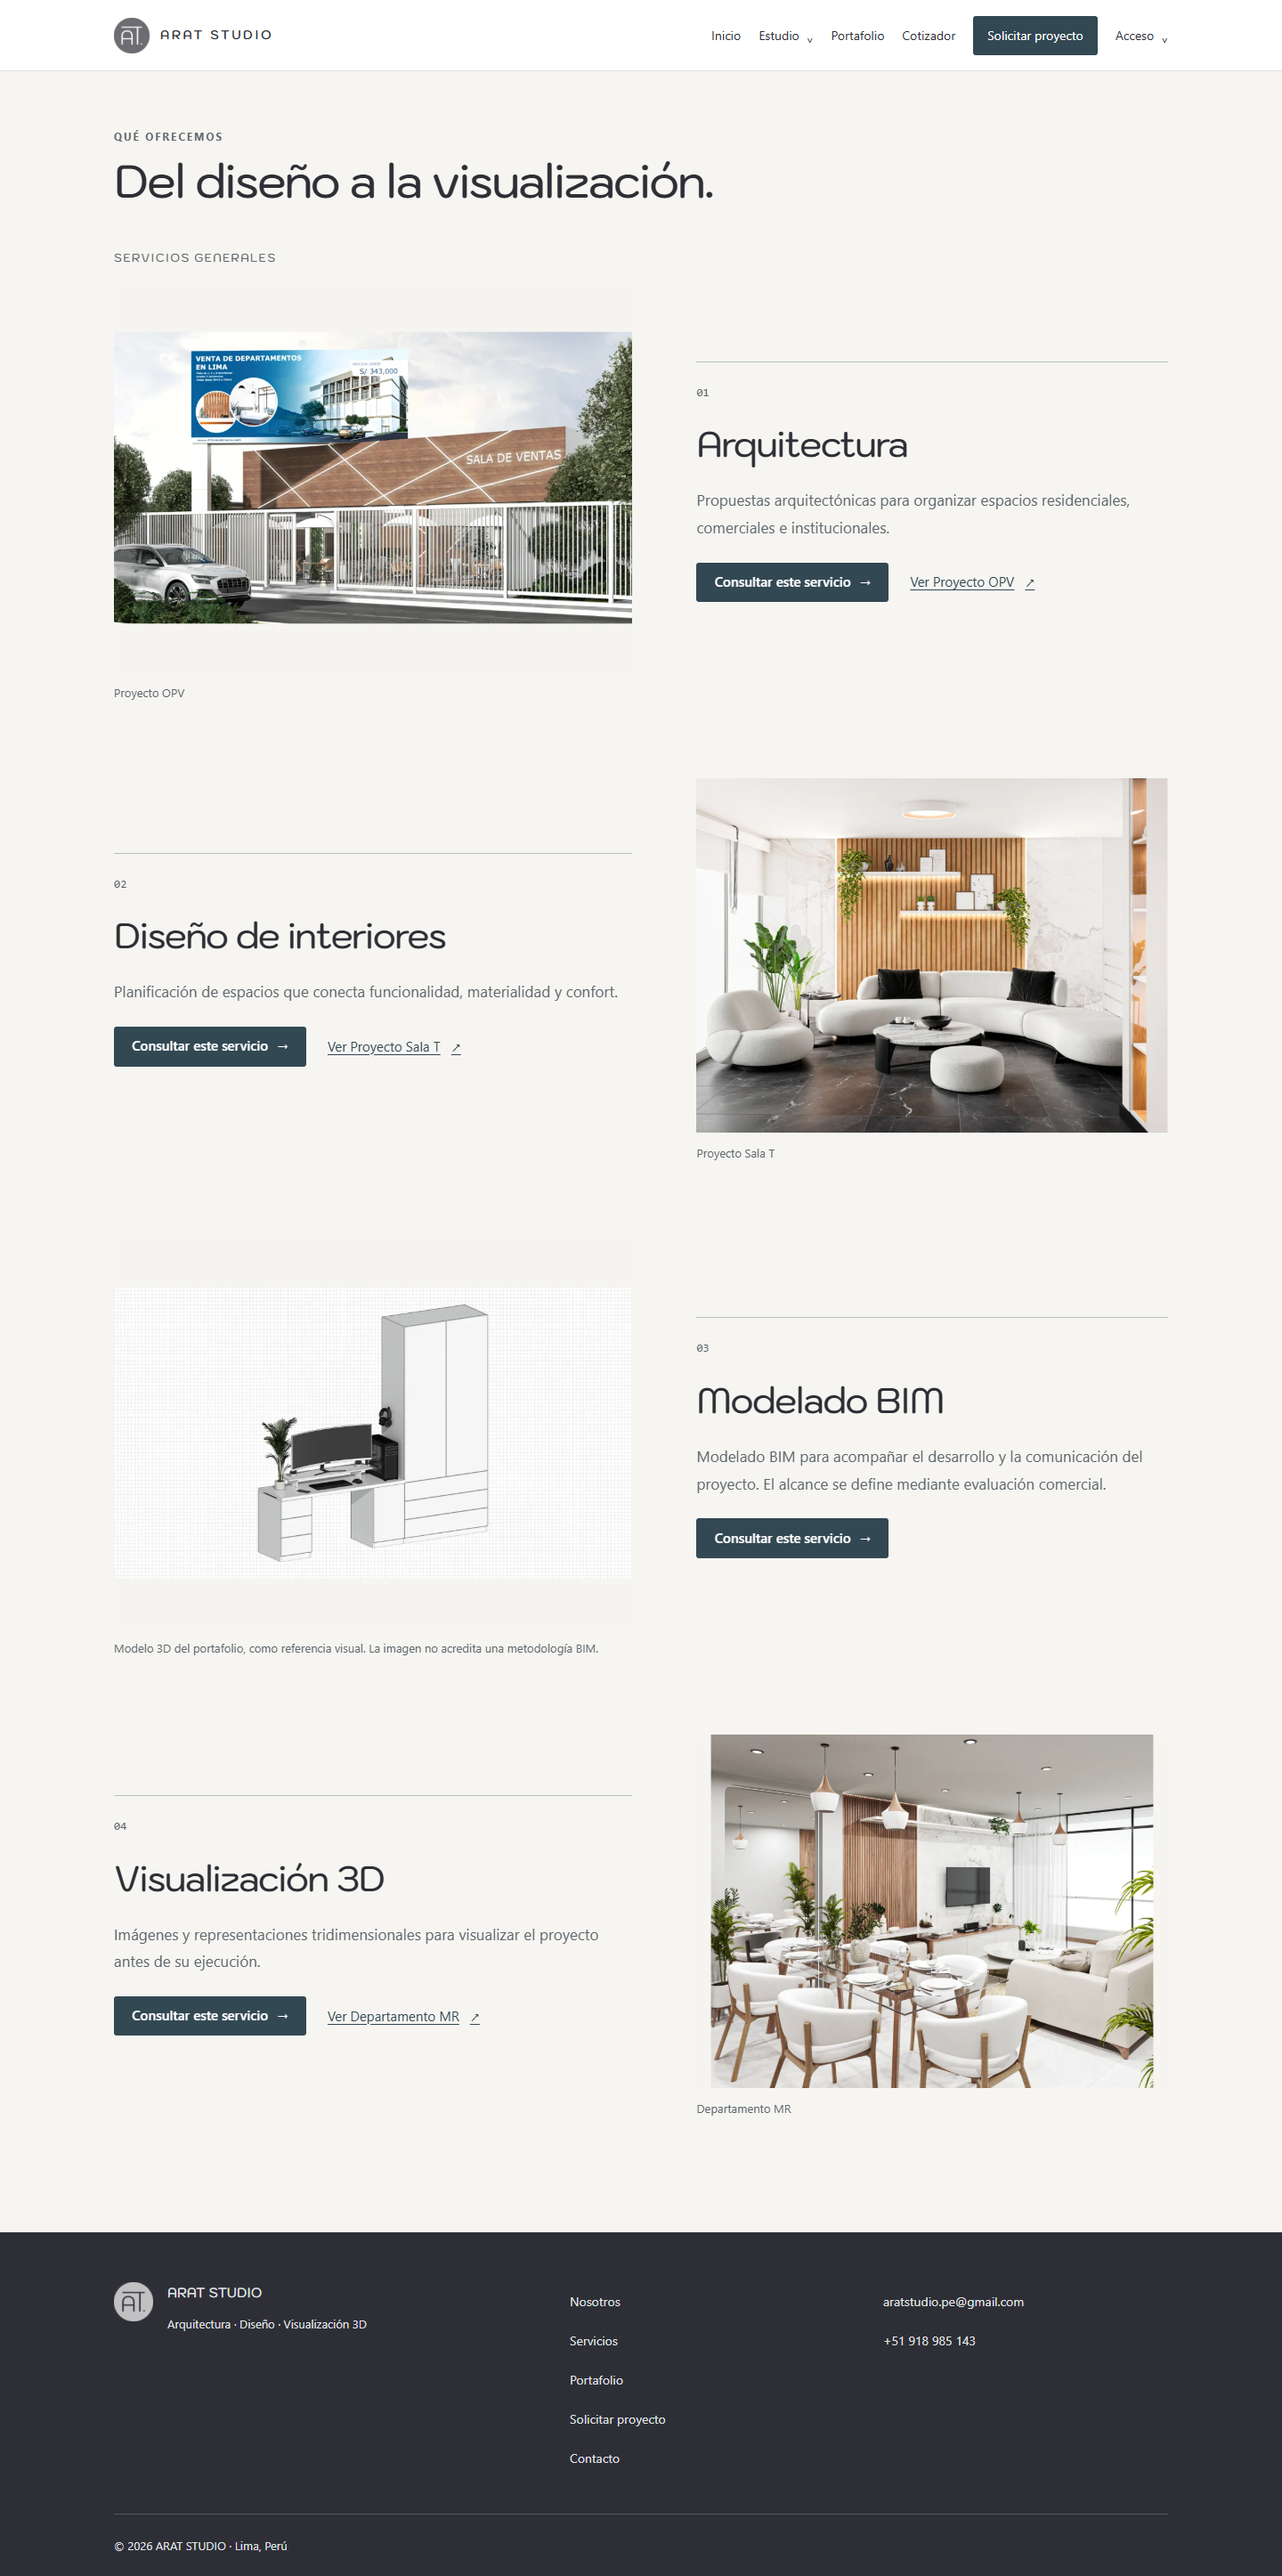 AT.
ARAT STUDIO
Inicio
Estudio
Portafolio
Cotizador
Solicitar proyecto
Acceso
QUÉ OFRECEMOS
Del diseño a la visualización.
SERVICIOS GENERALES
VENTA DE DEPARTAMENTOS
EN LIMA
S/ 343,000
SALA DE VENTAS
Proyecto OPV
01
Arquitectura
Propuestas arquitectónicas para organizar espacios residenciales,
comerciales e institucionales.
Consultar este servicio →
Ver Proyecto OPV ↗
02
Diseño de interiores
Planificación de espacios que conecta funcionalidad, materialidad y confort.
Consultar este servicio →
Ver Proyecto Sala T ↗
Proyecto Sala T
03
Modelado BIM
Modelado BIM para acompañar el desarrollo y la comunicación del
proyecto. El alcance se define mediante evaluación comercial.
Consultar este servicio →
Modelo 3D del portafolio, como referencia visual. La imagen no acredita una metodología BIM.
04
Visualización 3D
Imágenes y representaciones tridimensionales para visualizar el proyecto
antes de su ejecución.
Consultar este servicio →
Ver Departamento MR ↗
Departamento MR
AT.
ARAT STUDIO
Arquitectura · Diseño · Visualización 3D
Nosotros
Servicios
Portafolio
Solicitar proyecto
Contacto
aratstudio.pe@gmail.com
+51 918 985 143
© 2026 ARAT STUDIO · Lima, Perú